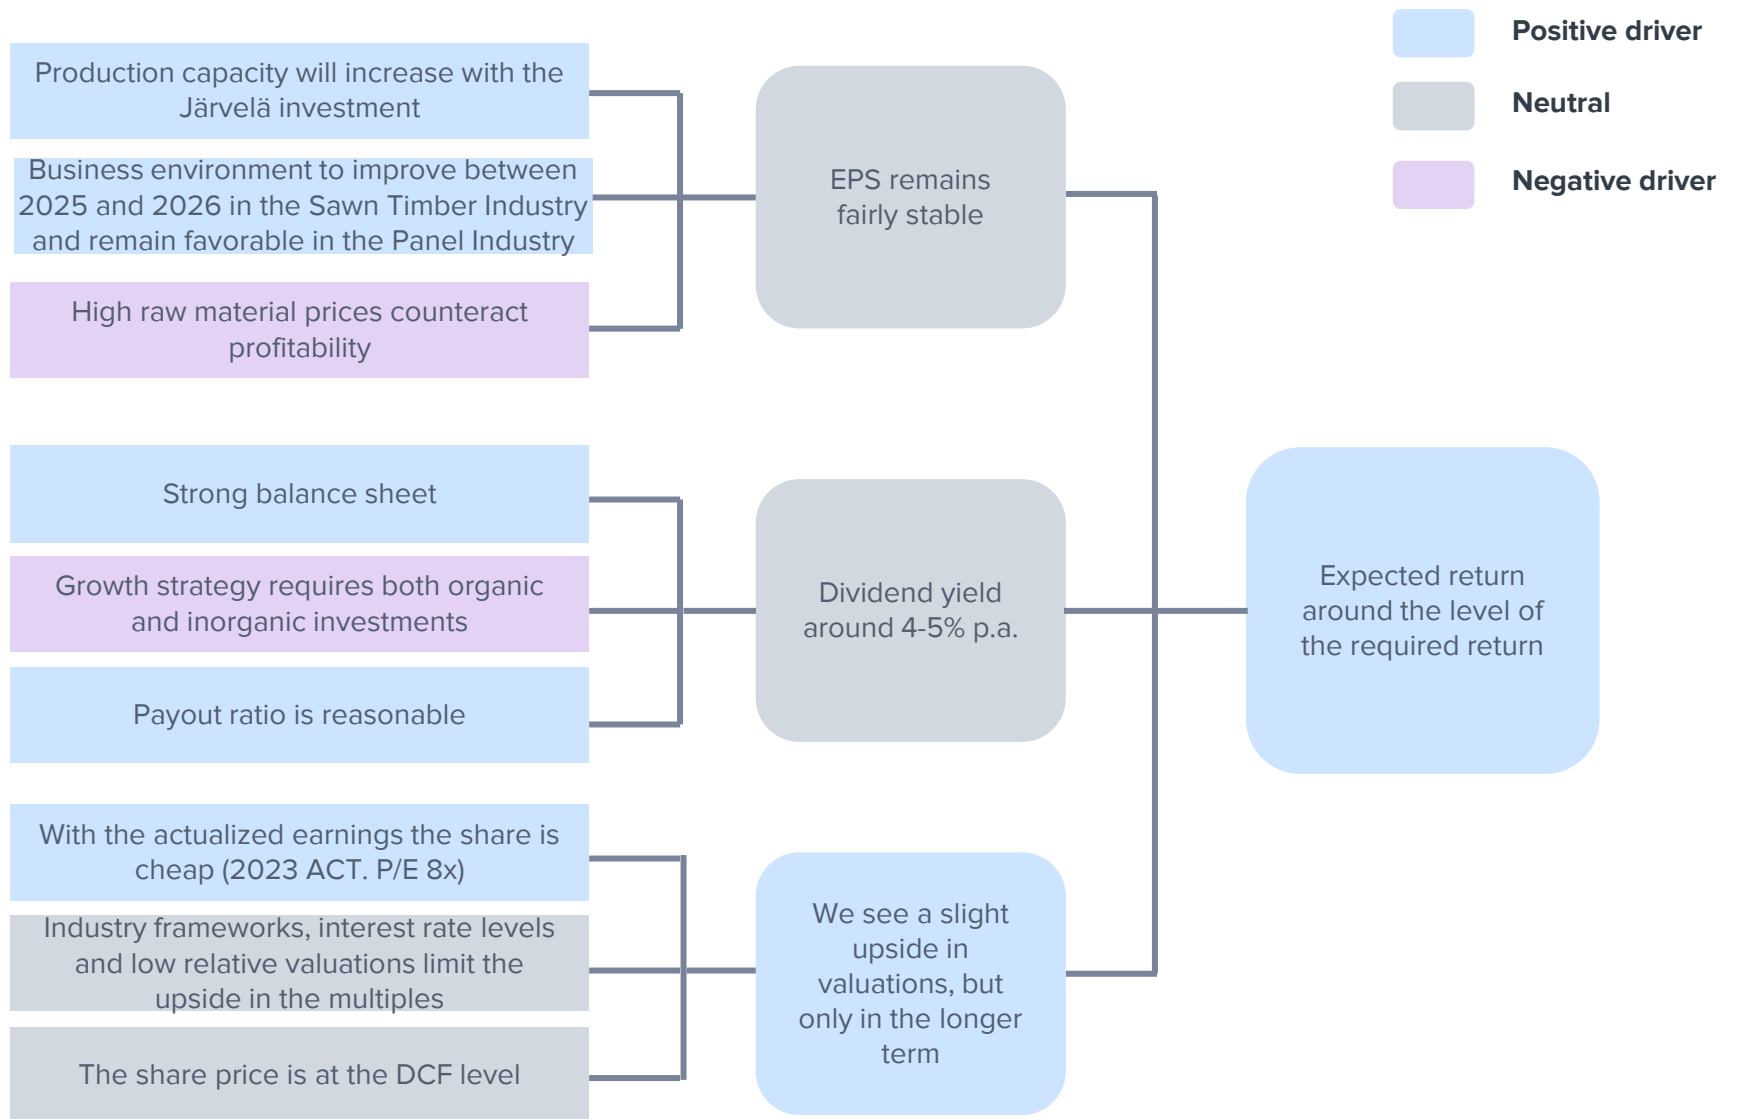 Positive driver
Neutral
Negative driver
Production capacity will increase with the
Järvelä investment
Business environment to improve between
2025 and 2026 in the Sawn Timber Industry
and remain favorable in the Panel Industry
High raw material prices counteract
profitability
EPS remains
fairly stable
Strong balance sheet
Growth strategy requires both organic
and inorganic investments
Payout ratio is reasonable
Dividend yield
around 4-5% p.a.
With the actualized earnings the share is
cheap (2023 ACT. P/E 8x)
Industry frameworks, interest rate levels
and low relative valuations limit the
upside in the multiples
The share price is at the DCF level
We see a slight
upside in
valuations, but
only in the longer
term
Expected return
around the level of
the required return